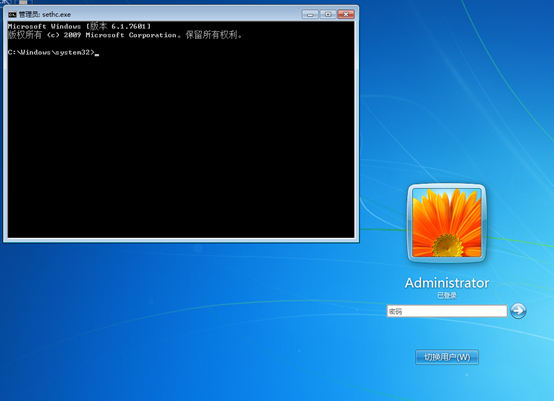 管理员: sethc.exe
Microsoft Windows [版本 6.1.7601]
版权所有 (c) 2009 Microsoft Corporation。保留所有权利。
C:\Windows\system32>
Administrator
已登录
密码
切换用户(W)